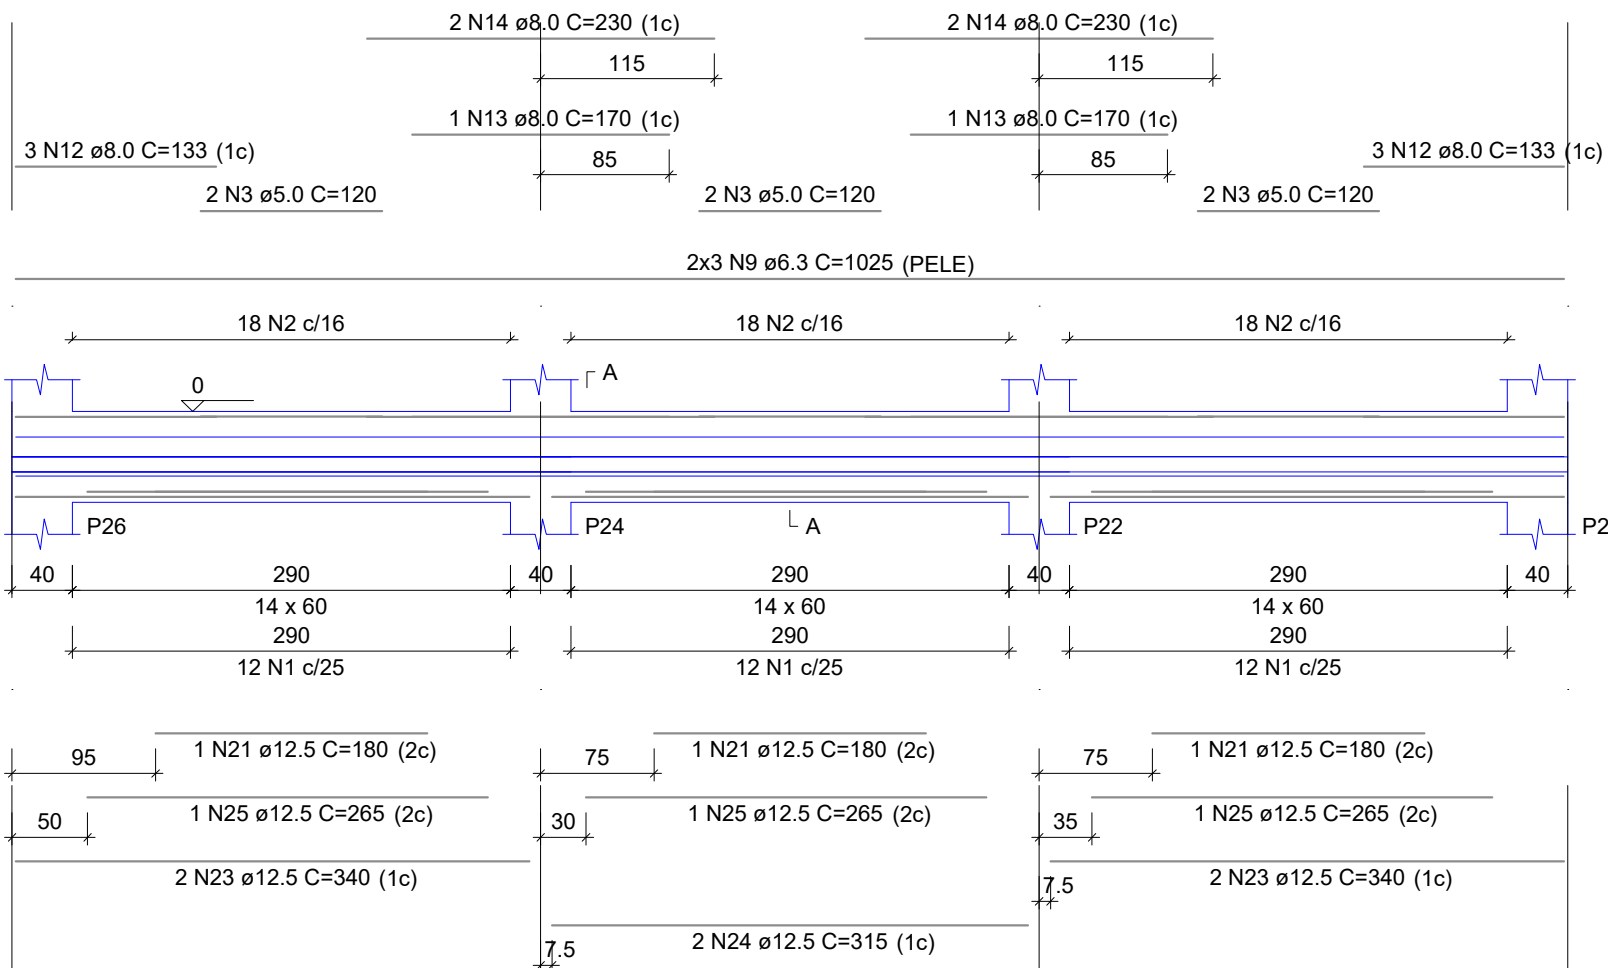 2 N14 ø8.0 C=230 (1c) 2 N14 ø8.0 C=230 (1c)
115 115
1 N13 ø8.0 C=170 (1c) 1 N13 ø8.0 C=170 (1c)
3 N12 ø8.0 C=133 (1c) 85 85 3 N12 ø8.0 C=133 (1c)
2 N3 ø5.0 C=120 2 N3 ø5.0 C=120 2 N3 ø5.0 C=120
2x3 N9 ø6.3 C=1025 (PELE)
18 N2 c/16 18 N2 c/16 18 N2 c/16
A
0
P26 P24 A P22 P2
40 290 40 290 40 290 40
14 x 60 14 x 60 14 x 60
290 290 290
12 N1 c/25 12 N1 c/25 12 N1 c/25
1 N21 ø12.5 C=180 (2c) 1 N21 ø12.5 C=180 (2c) 1 N21 ø12.5 C=180 (2c)
95 75 75
1 N25 ø12.5 C=265 (2c) 1 N25 ø12.5 C=265 (2c) 1 N25 ø12.5 C=265 (2c)
50 30 35
2 N23 ø12.5 C=340 (1c) 7.5 2 N23 ø12.5 C=340 (1c)
7.5 2 N24 ø12.5 C=315 (1c)